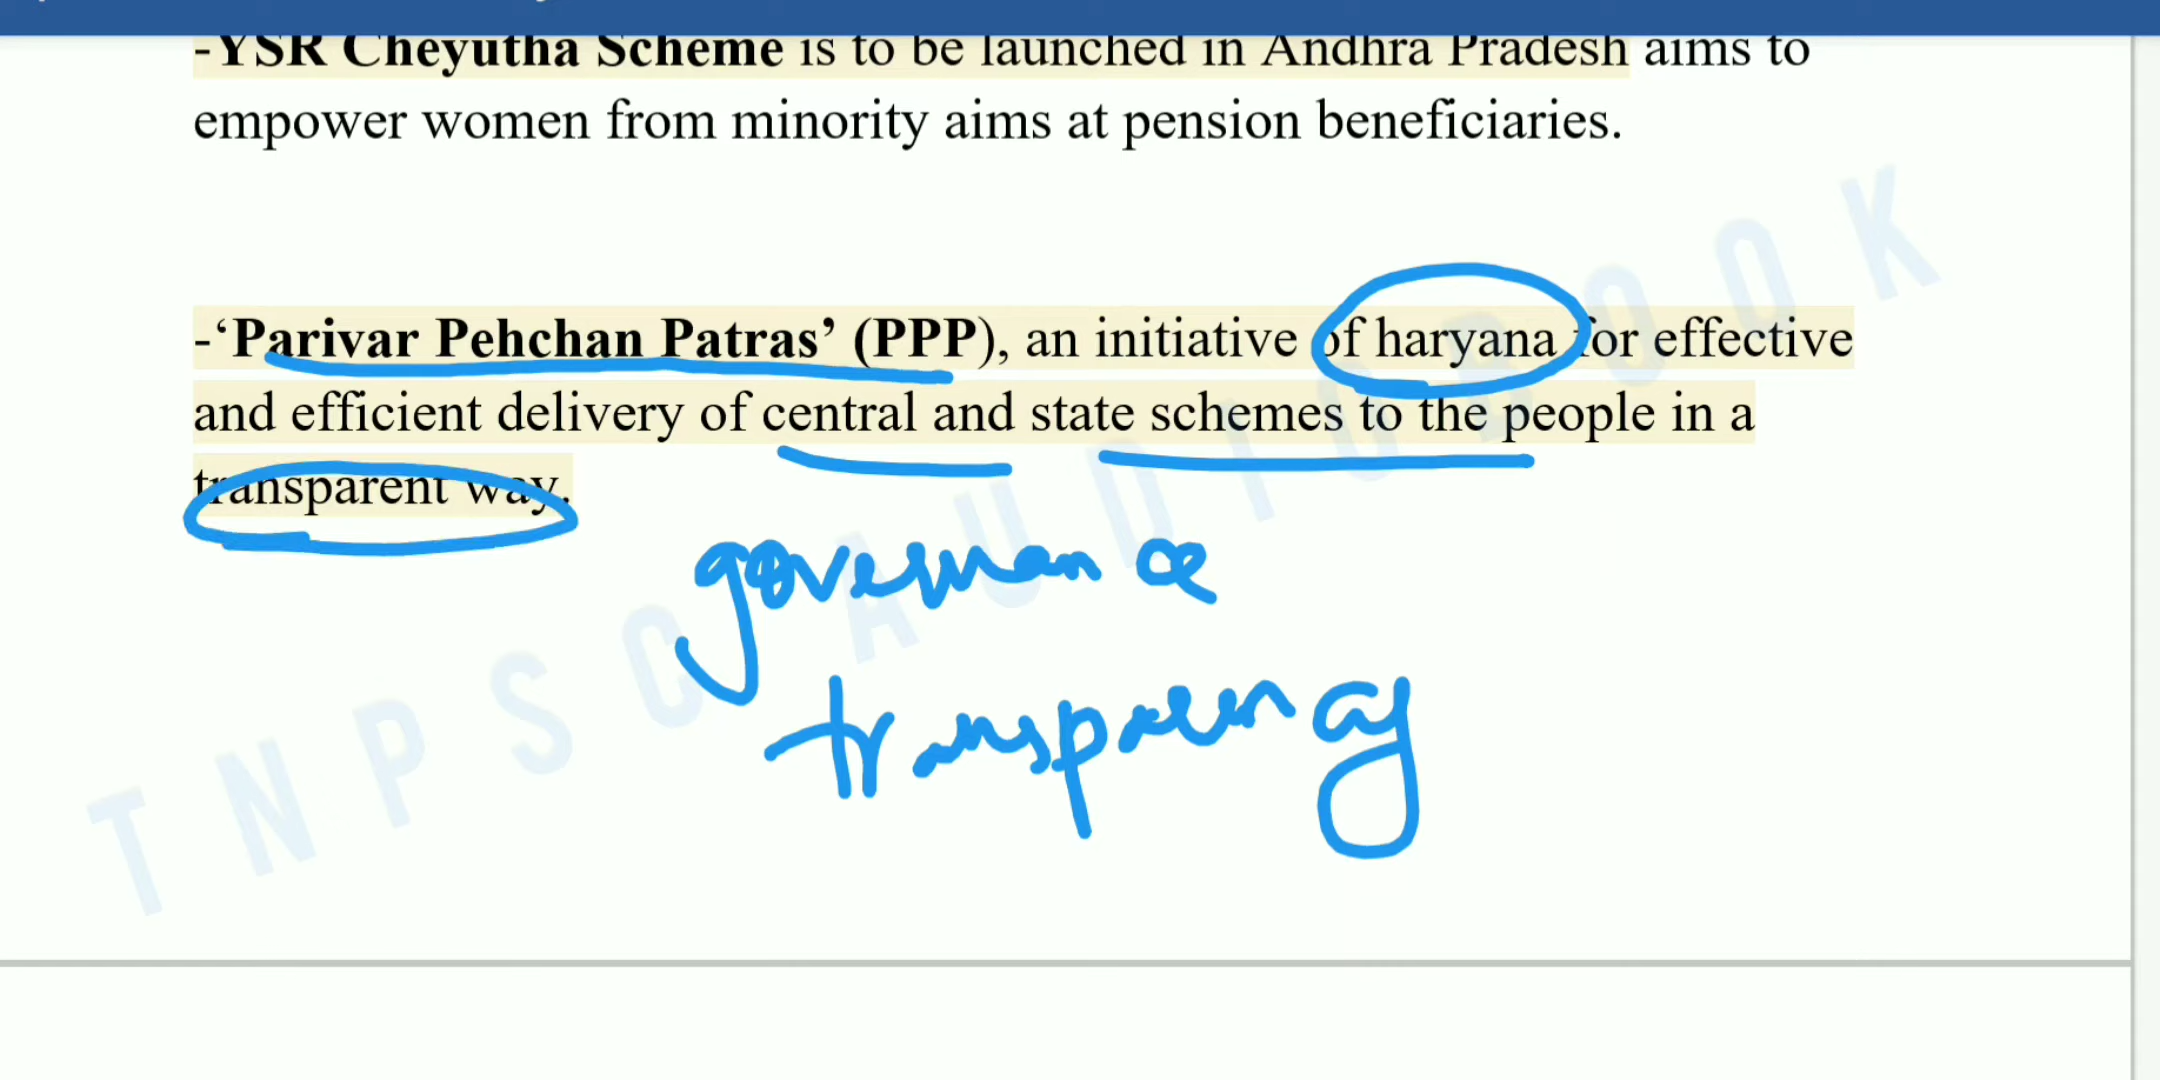 -YSR Cheyutha Scheme is to be launched in Andhra Pradesh aims to
empower women from minority aims at pension beneficiaries.
-‘Parivar Pehchan Patras’ (PPP), an initiative of haryana for effective
and efficient delivery of central and state schemes to the people in a
transparent way.
governance
transparency
TNPSC AUDIOBOOK